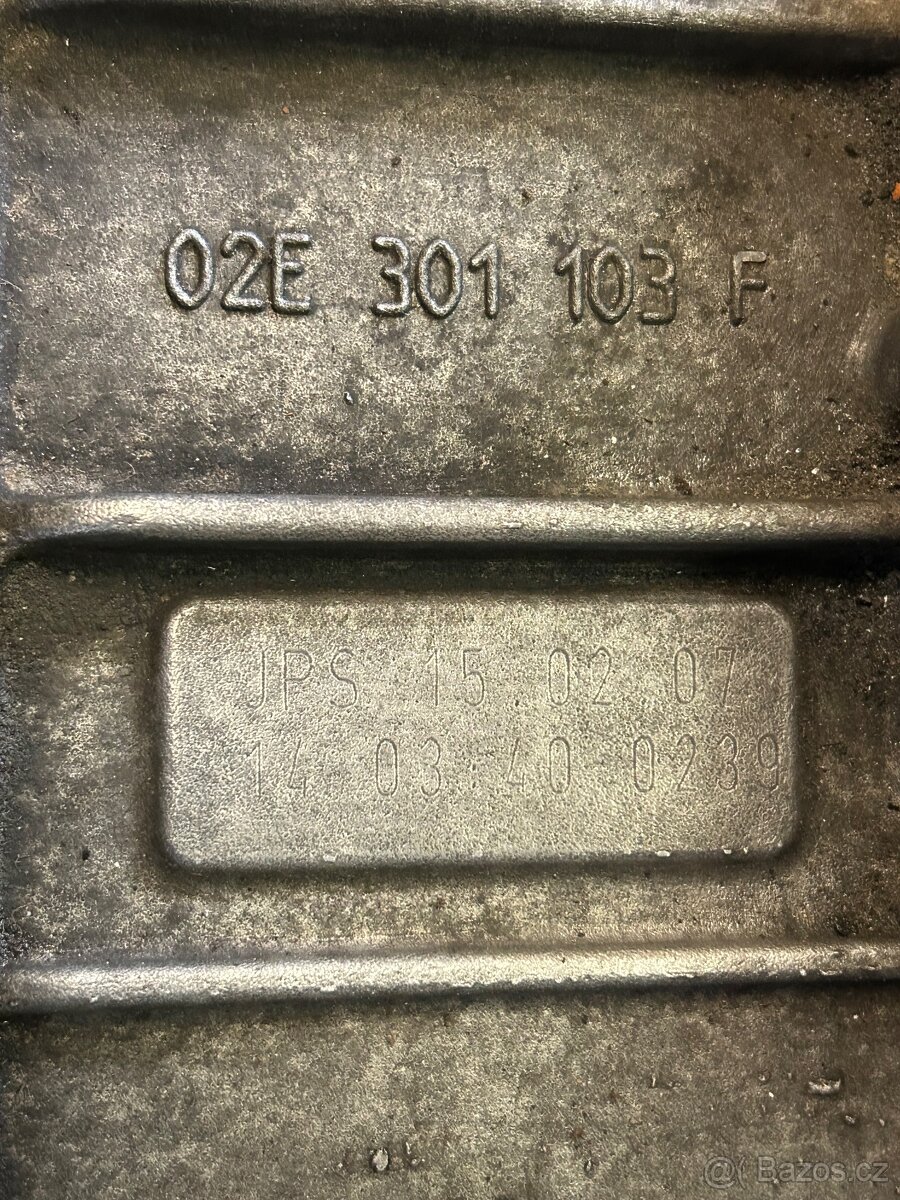 02E 301 103 F
JPS 15 02 07
14 03 40 0239
@( Bazos.cz